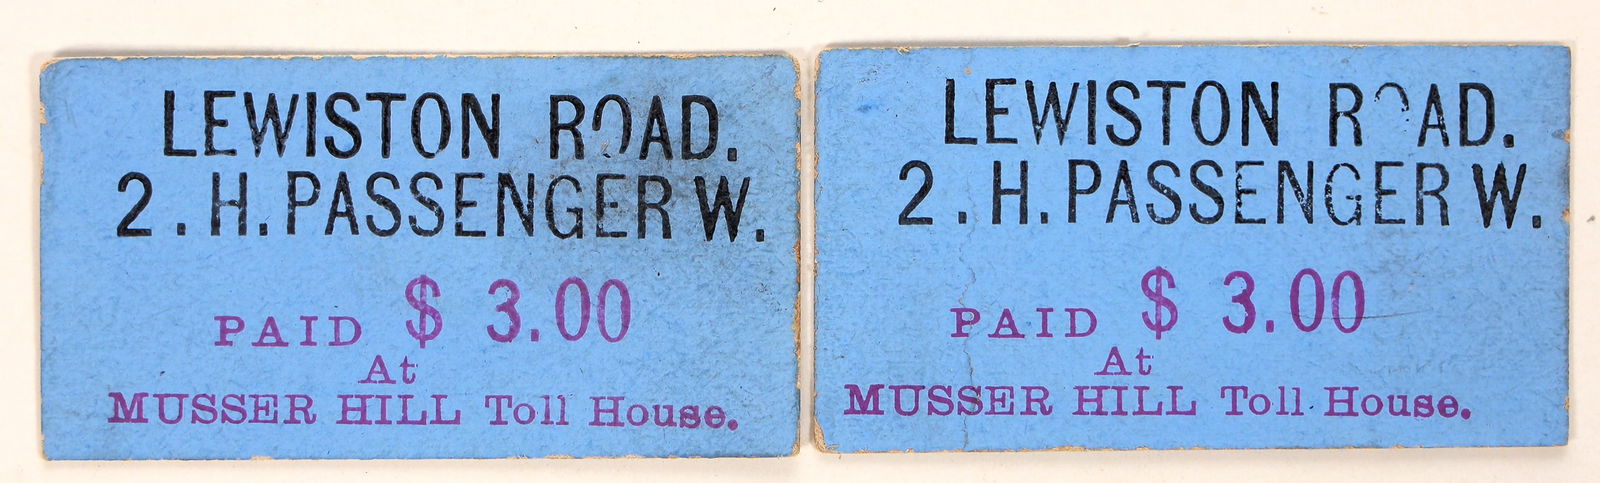 LEWISTON ROAD.
2. H. PASSENGER W.
PAID $ 3.00
At
MUSSER HILL Toll House.
LEWISTON ROAD.
2. H. PASSENGER W.
PAID $ 3.00
At
MUSSER HILL Toll House.